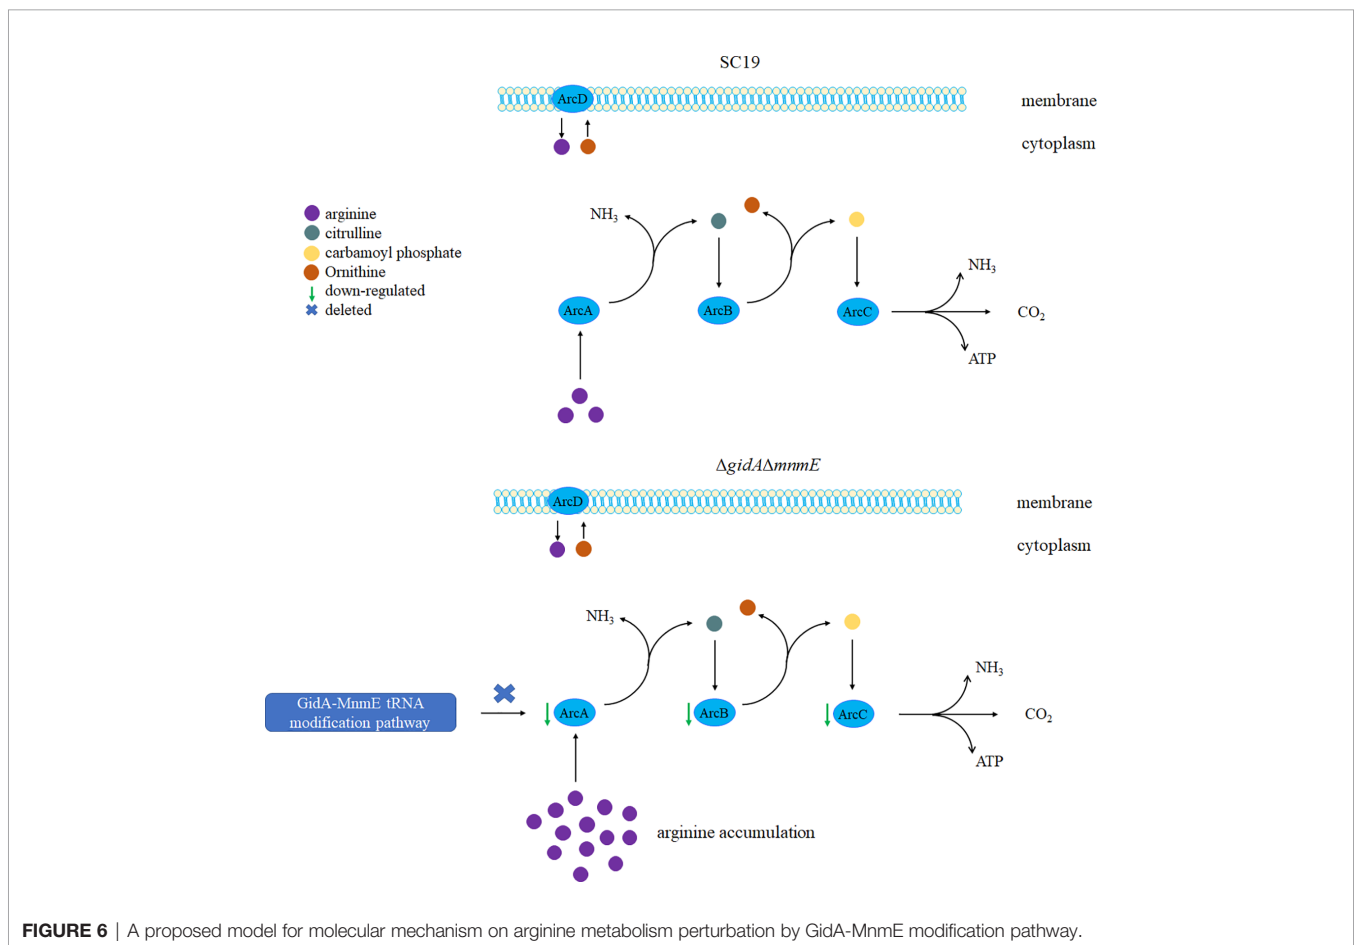 SC19
ArcD
membrane
cytoplasm
arginine
citrulline
carbamoyl phosphate
Ornithine
down-regulated
deleted
NH3
ArcA
ArcB
ArcC
NH3
CO2
ATP
ΔgidAΔmnmE
ArcD
membrane
cytoplasm
NH3
GidA-MnmE tRNA
modification pathway
ArcA
ArcB
ArcC
NH3
CO2
ATP
arginine accumulation
FIGURE 6 | A proposed model for molecular mechanism on arginine metabolism perturbation by GidA-MnmE modification pathway.